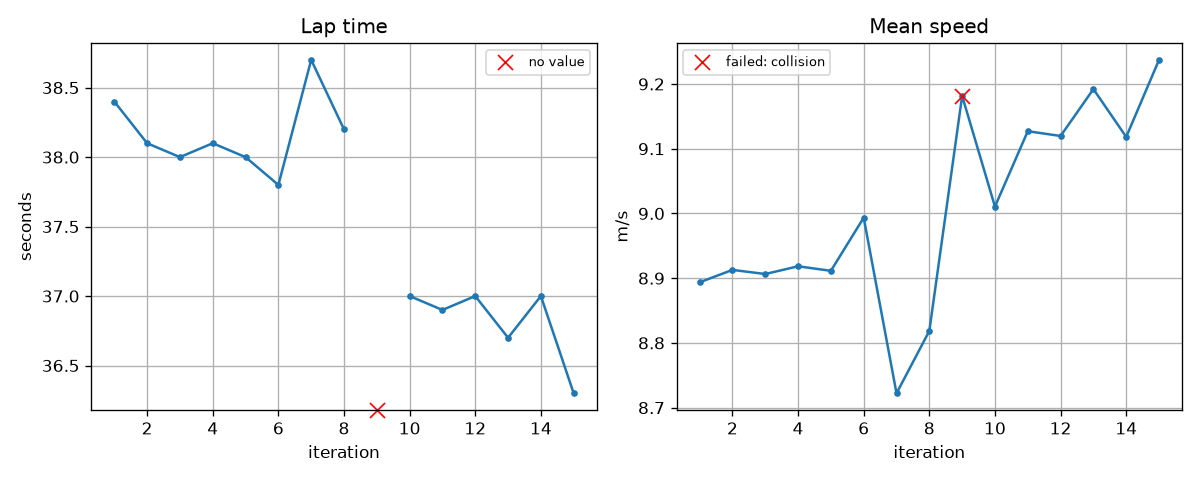 Lap time
no value
38.5
38.0
37.5
37.0
36.5
seconds
2 4 6 8 10 12 14
iteration
Mean speed
failed: collision
9.2
9.1
9.0
8.9
8.8
8.7
m/s
2 4 6 8 10 12 14
iteration